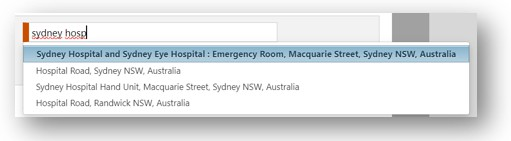 sydney hosp
Sydney Hospital and Sydney Eye Hospital : Emergency Room, Macquarie Street, Sydney NSW, Australia
Hospital Road, Sydney NSW, Australia
Sydney Hospital Hand Unit, Macquarie Street, Sydney NSW, Australia
Hospital Road, Randwick NSW, Australia